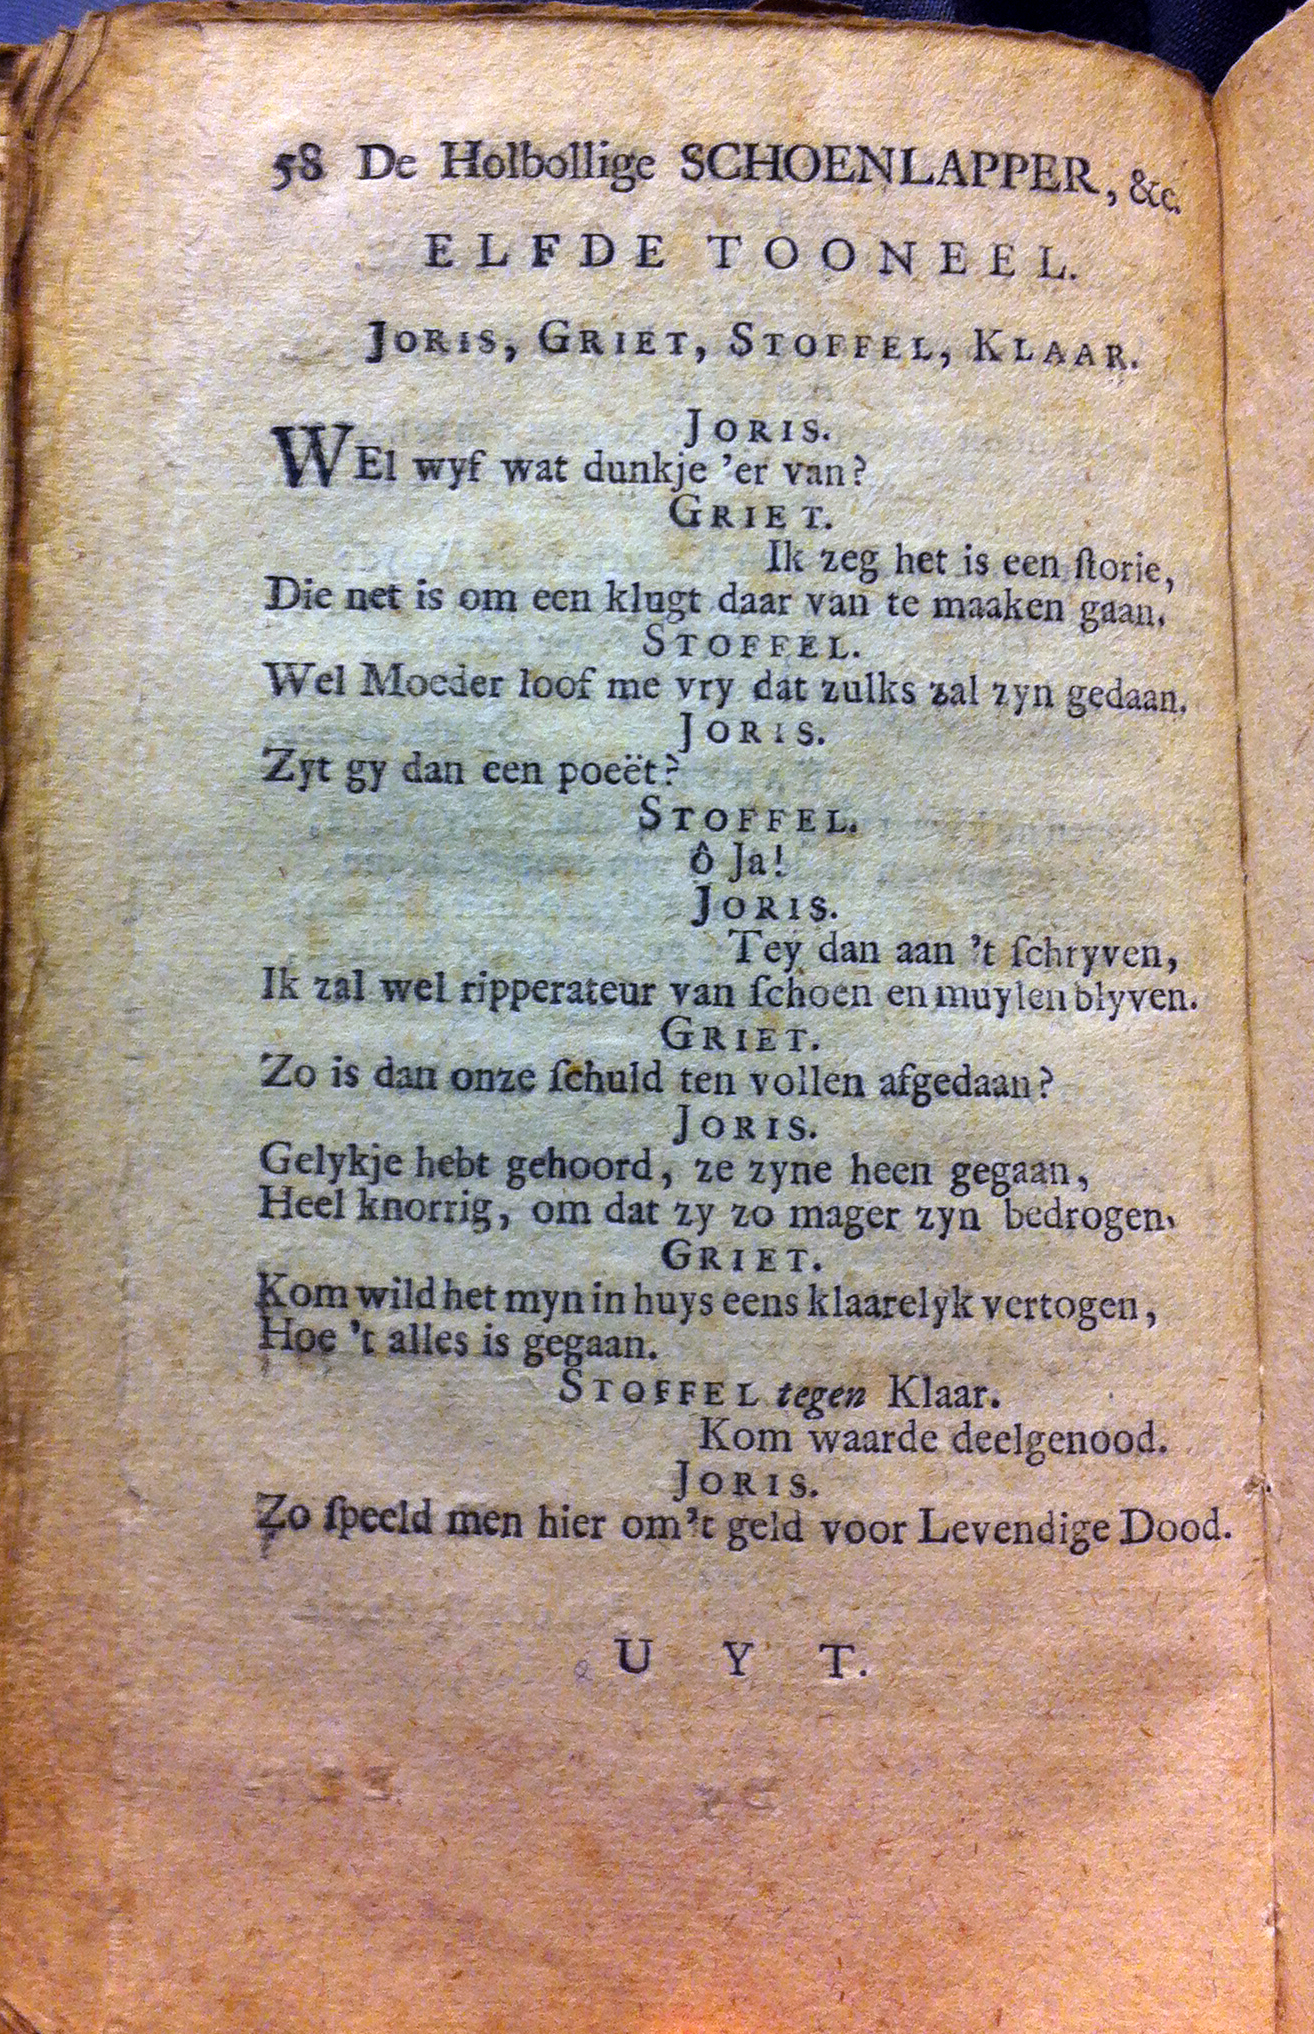 58 De Holbollige SCHOENLAPPER, &c.
ELFDE TOONEEL.
JORIS, GRIET, STOFFEL, KLAAR.
JORIS.
WEl wyf wat dunkje 'er van?
GRIET.
Ik zeg het is een ſtorie,
Die net is om een klugt daar van te maaken gaan.
STOFFEL.
Wel Moeder loof me vry dat zulks zal zyn gedaan.
JORIS.
Zyt gy dan een poeët?
STOFFEL.
ô Ja!
JORIS.
Tey dan aan 't ſchryven,
Ik zal wel ripperateur van ſchoen en muylen blyven.
GRIET.
Zo is dan onze ſchuld ten vollen afgedaan?
JORIS.
Gelykje hebt gehoord, ze zyne heen gegaan,
Heel knorrig, om dat zy zo mager zyn bedrogen.
GRIET.
Kom wild het myn in huys eens klaarelyk vertogen,
Hoe 't alles is gegaan.
STOFFEL tegen Klaar.
Kom waarde deelgenood.
JORIS.
Zo ſpeeld men hier om 't geld voor Levendige Dood.
UYT.